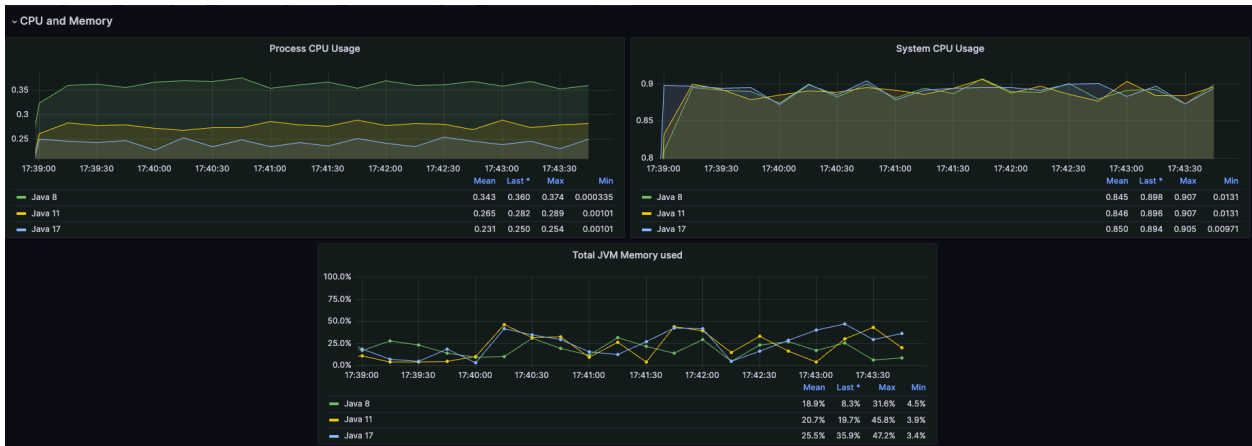 CPU and Memory
Process CPU Usage
0.35
0.3
0.25
17:39:00 17:39:30 17:40:00 17:40:30 17:41:00 17:41:30 17:42:00 17:42:30 17:43:00 17:43:30
Mean Last * Max Min
Java 8 0.343 0.360 0.374 0.000335
Java 11 0.265 0.282 0.289 0.00101
Java 17 0.231 0.250 0.254 0.00101
System CPU Usage
0.9
0.85
0.8
17:39:00 17:39:30 17:40:00 17:40:30 17:41:00 17:41:30 17:42:00 17:42:30 17:43:00 17:43:30
Mean Last * Max Min
Java 8 0.845 0.898 0.907 0.0131
Java 11 0.846 0.896 0.907 0.0131
Java 17 0.850 0.894 0.905 0.00971
Total JVM Memory used
100.0%
75.0%
50.0%
25.0%
0.0%
17:39:00 17:39:30 17:40:00 17:40:30 17:41:00 17:41:30 17:42:00 17:42:30 17:43:00 17:43:30
Mean Last * Max Min
Java 8 18.9% 8.3% 31.6% 4.5%
Java 11 20.7% 19.7% 45.8% 3.9%
Java 17 25.5% 35.9% 47.2% 3.4%